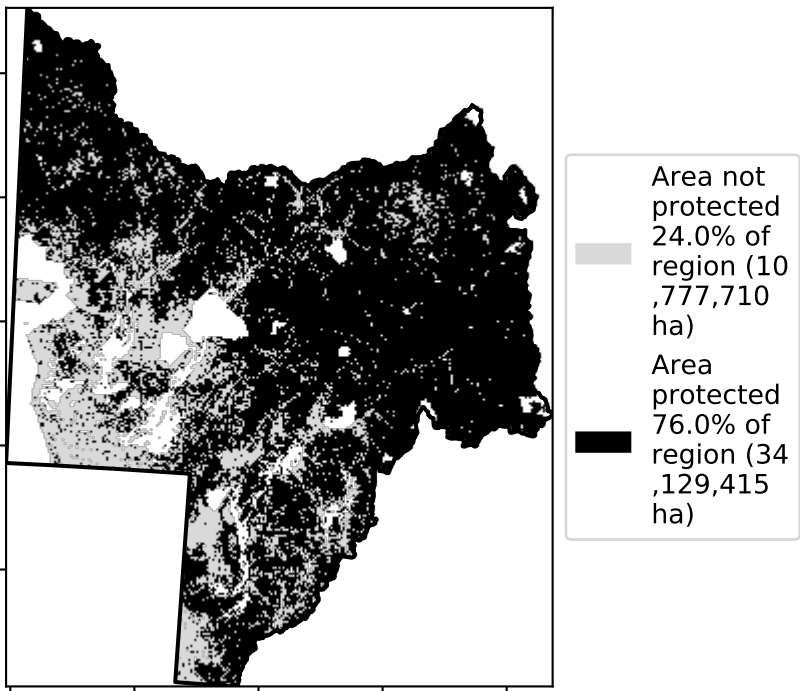 Area not
protected
24.0% of
region (10
,777,710
ha)
Area
protected
76.0% of
region (34
,129,415
ha)